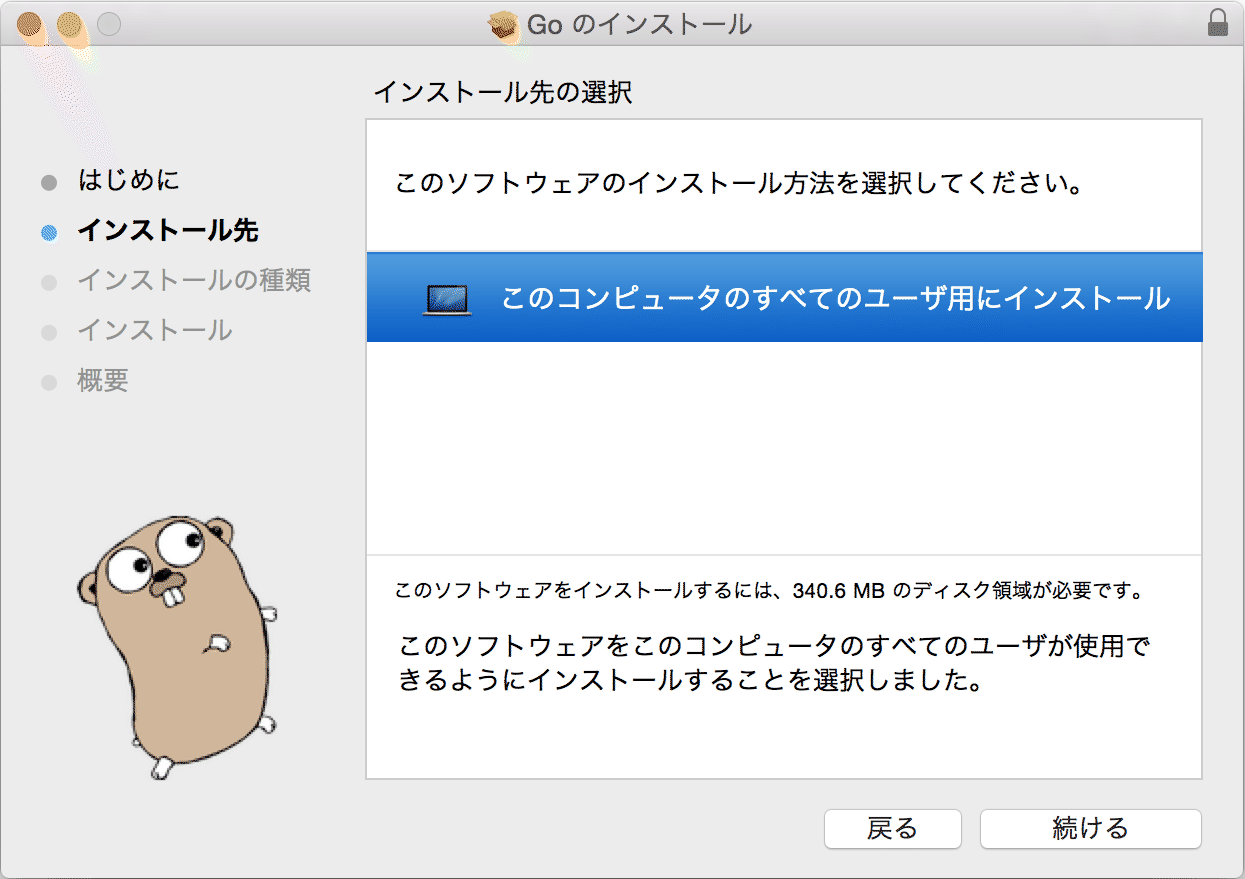 Go のインストール
インストール先の選択
はじめに
インストール先
インストールの種類
インストール
概要
このソフトウェアのインストール方法を選択してください。
このコンピュータのすべてのユーザ用にインストール
このソフトウェアをインストールするには、340.6 MB のディスク領域が必要です。
このソフトウェアをこのコンピュータのすべてのユーザが使用で
きるようにインストールすることを選択しました。
戻る
続ける